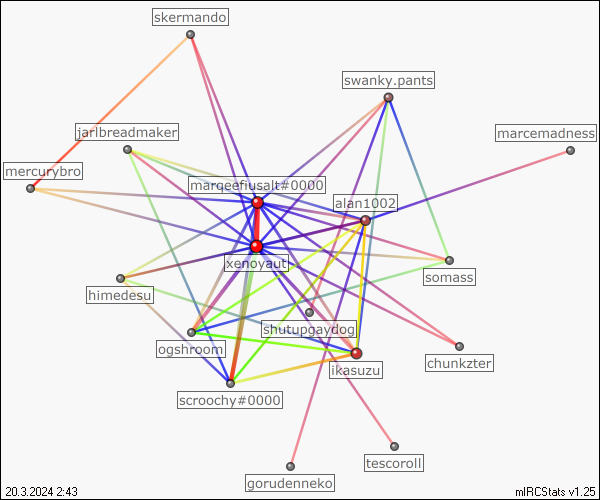 skermando
swanky.pants
jarlbreadmaker
marcemadness
mercurybro
marqeefiusalt#0000
alan1002
xenoyaut
somass
himedesu
shutupgaydog
ogshroom
ikasuzu
chunkzter
scroochy#0000
tescoroll
gorudenneko
20.3.2024 2:43
mIRCStats v1.25